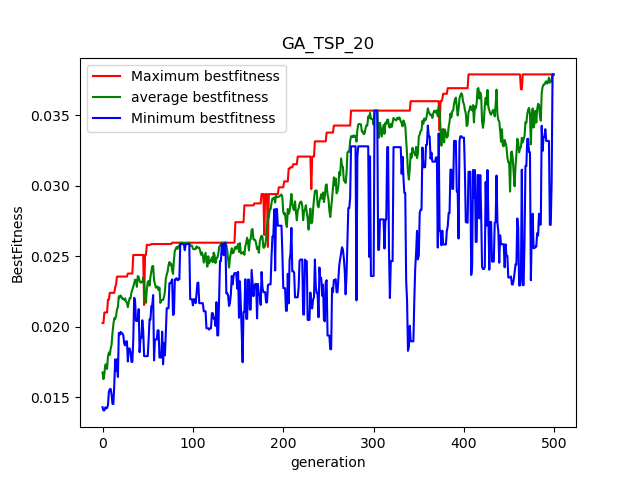 GA_TSP_20
Maximum bestfitness
average bestfitness
Minimum bestfitness
BestFitness
0.035
0.030
0.025
0.020
0.015
0 100 200 300 400 500
generation